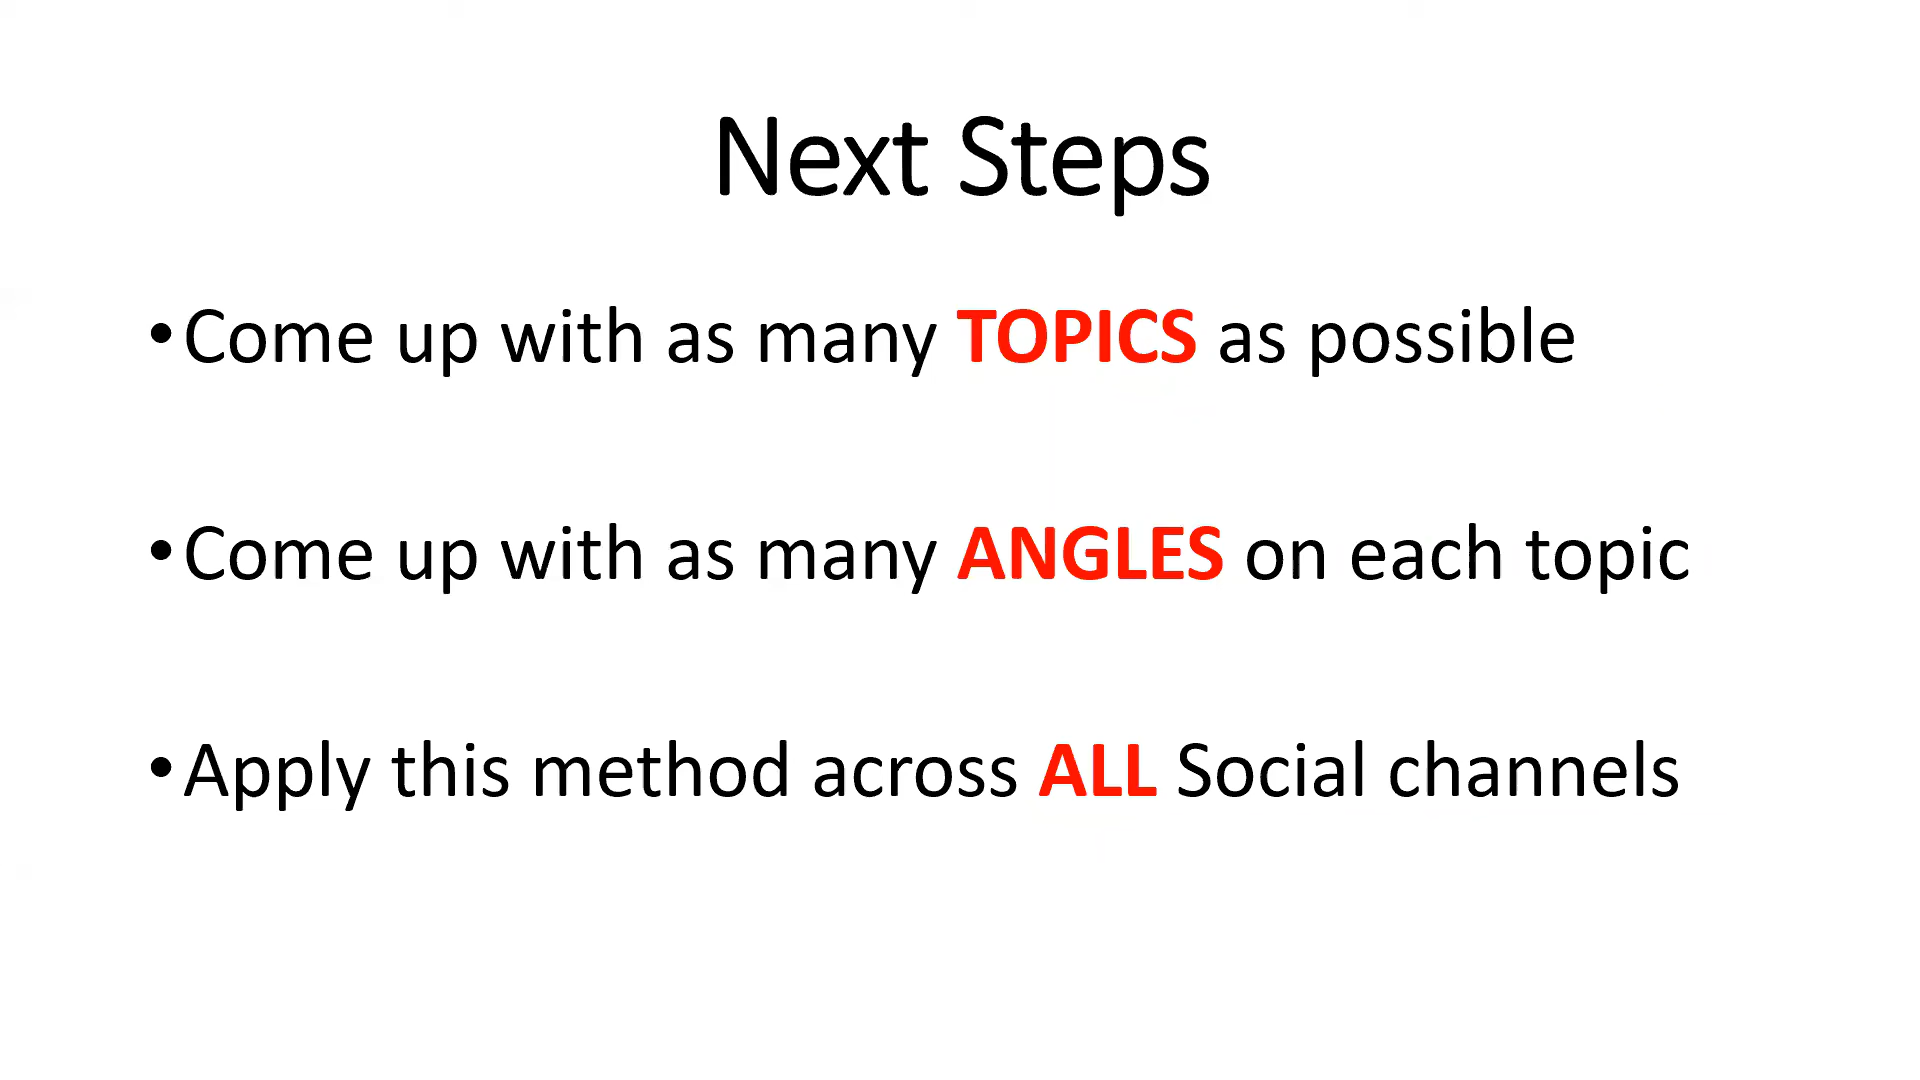 Next Steps
•Come up with as many TOPICS as possible
•Come up with as many ANGLES on each topic
•Apply this method across ALL Social channels